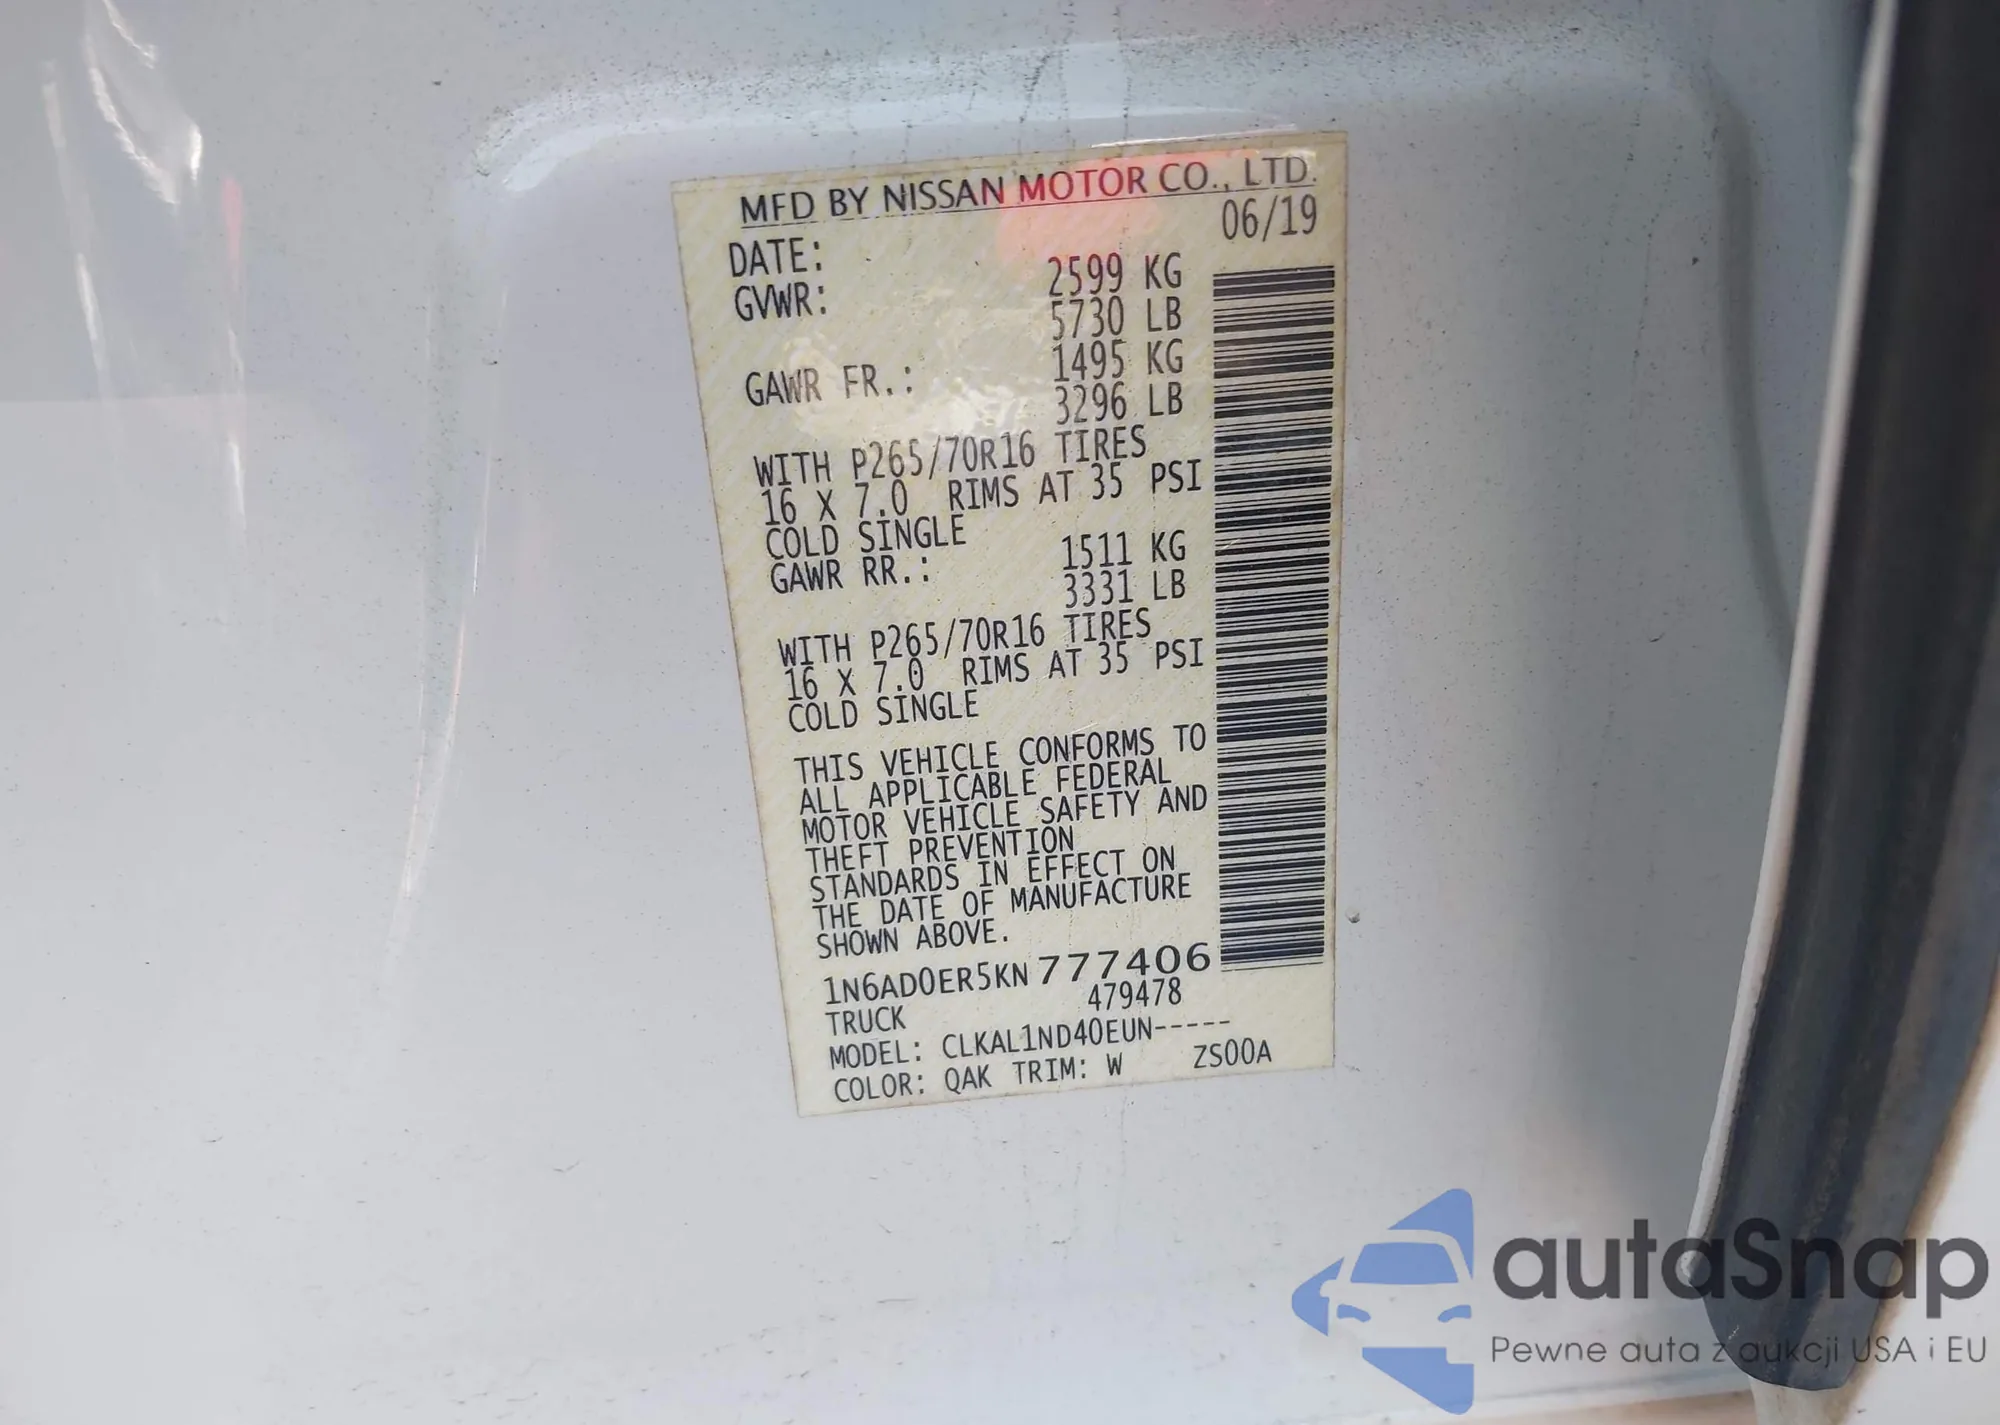 MFD BY NISSAN MOTOR CO., LTD.
DATE: 06/19
GVWR: 2599 KG
5730 LB
GAWR FR.: 1495 KG
3296 LB
WITH P265/70R16 TIRES
16 X 7.0 RIMS AT 35 PSI
COLD SINGLE
GAWR RR.: 1511 KG
3331 LB
WITH P265/70R16 TIRES
16 X 7.0 RIMS AT 35 PSI
COLD SINGLE
THIS VEHICLE CONFORMS TO
ALL APPLICABLE FEDERAL
MOTOR VEHICLE SAFETY AND
THEFT PREVENTION
STANDARDS IN EFFECT ON
THE DATE OF MANUFACTURE
SHOWN ABOVE.
1N6AD0ER5KN777406
TRUCK 479478
MODEL: CLKAL1ND40EUN-----
COLOR: QAK TRIM: W ZS00A
autaSnap
Pewne auta z aukcji USA i EU